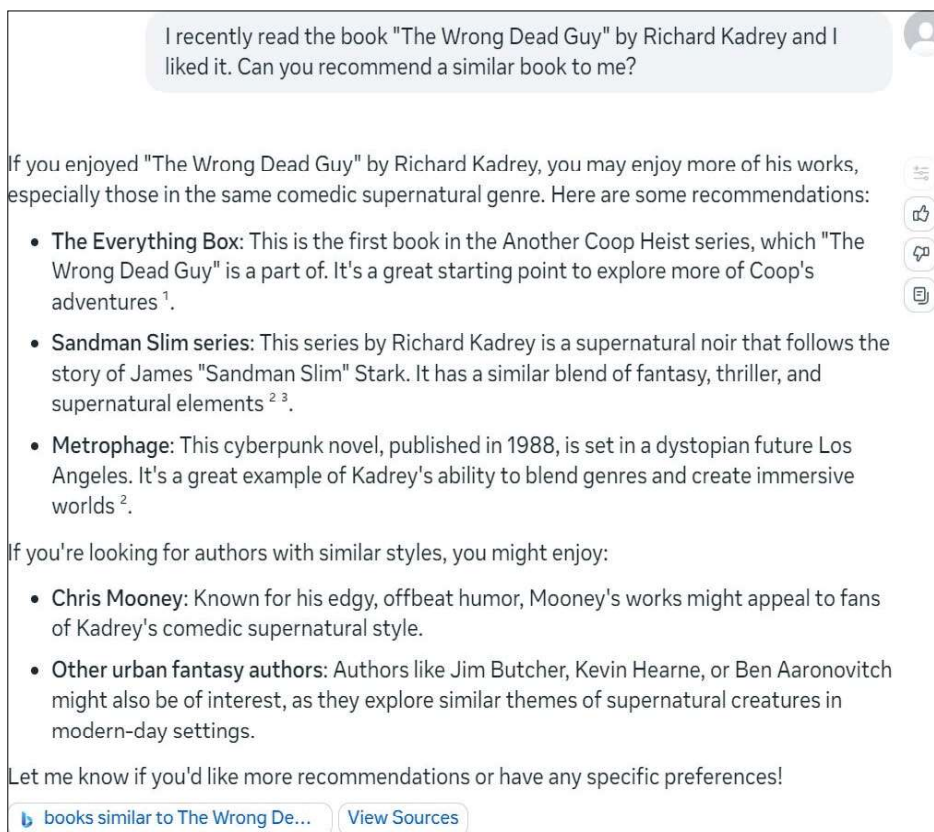 I recently read the book "The Wrong Dead Guy" by Richard Kadrey and I
liked it. Can you recommend a similar book to me?
If you enjoyed "The Wrong Dead Guy" by Richard Kadrey, you may enjoy more of his works,
especially those in the same comedic supernatural genre. Here are some recommendations:
• The Everything Box: This is the first book in the Another Coop Heist series, which "The
Wrong Dead Guy" is a part of. It's a great starting point to explore more of Coop's
adventures ¹.
• Sandman Slim series: This series by Richard Kadrey is a supernatural noir that follows the
story of James "Sandman Slim" Stark. It has a similar blend of fantasy, thriller, and
supernatural elements ² ³.
• Metrophage: This cyberpunk novel, published in 1988, is set in a dystopian future Los
Angeles. It's a great example of Kadrey's ability to blend genres and create immersive
worlds ².
If you're looking for authors with similar styles, you might enjoy:
• Chris Mooney: Known for his edgy, offbeat humor, Mooney's works might appeal to fans
of Kadrey's comedic supernatural style.
• Other urban fantasy authors: Authors like Jim Butcher, Kevin Hearne, or Ben Aaronovitch
might also be of interest, as they explore similar themes of supernatural creatures in
modern-day settings.
Let me know if you'd like more recommendations or have any specific preferences!
books similar to The Wrong De... View Sources